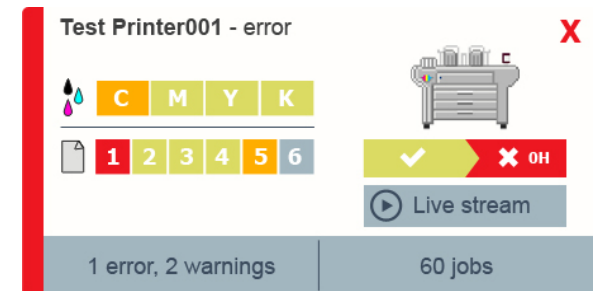 Test Printer001 - error
X
C M Y K
1 2 3 4 5 6
0H
Live stream
1 error, 2 warnings
60 jobs